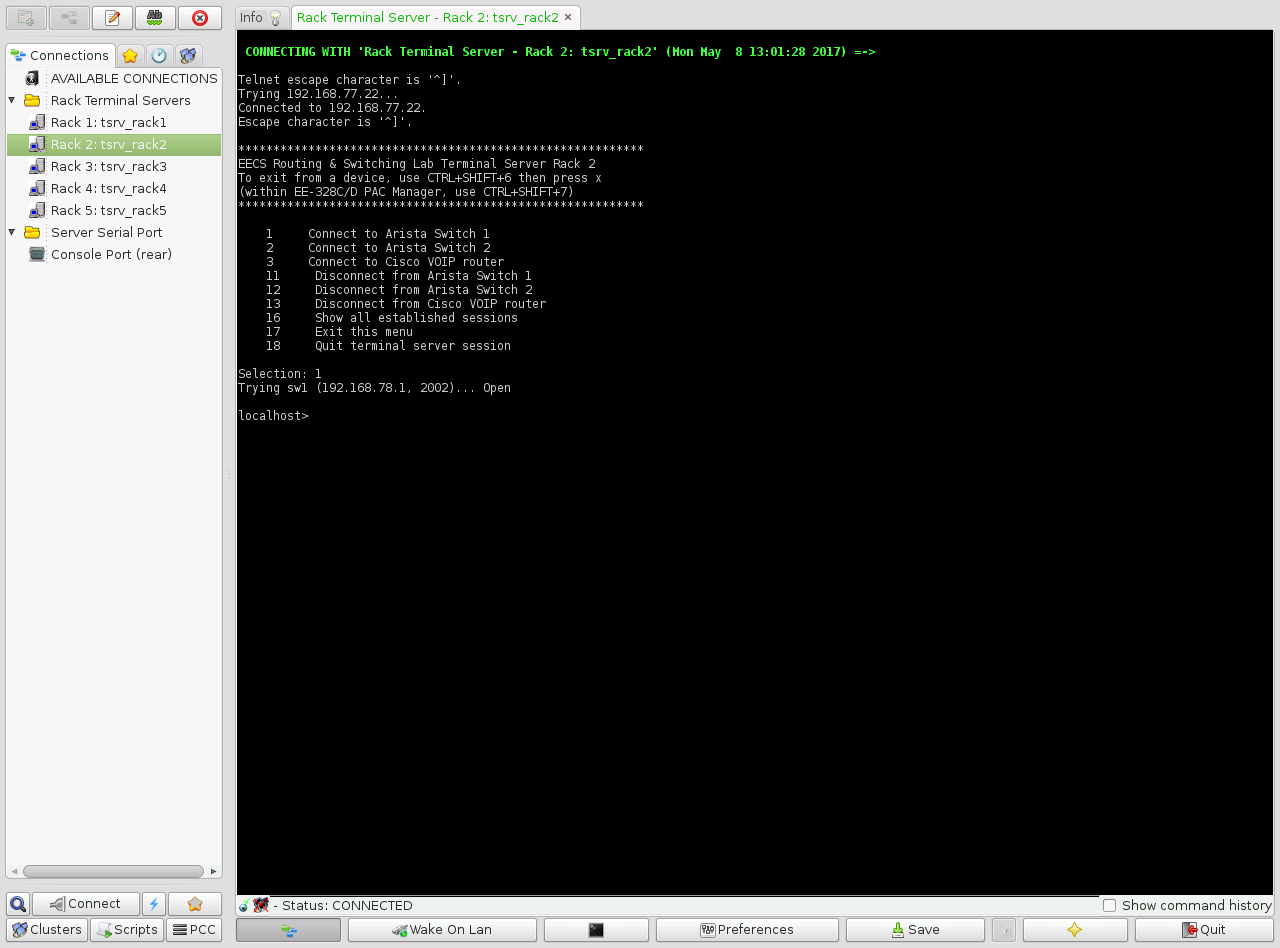 Info
Rack Terminal Server - Rack 2: tsrv_rack2 ×
Connections
AVAILABLE CONNECTIONS
Rack Terminal Servers
Rack 1: tsrv_rack1
Rack 2: tsrv_rack2
Rack 3: tsrv_rack3
Rack 4: tsrv_rack4
Rack 5: tsrv_rack5
Server Serial Port
Console Port (rear)
CONNECTING WITH 'Rack Terminal Server - Rack 2: tsrv_rack2' (Mon May  8 13:01:28 2017) =->
Telnet escape character is '^]'.
Trying 192.168.77.22...
Connected to 192.168.77.22.
Escape character is '^]'.
**********************************************************
EECS Routing & Switching Lab Terminal Server Rack 2
To exit from a device, use CTRL+SHIFT+6 then press x
(within EE-328C/D PAC Manager, use CTRL+SHIFT+7)
**********************************************************
1     Connect to Arista Switch 1
2     Connect to Arista Switch 2
3     Connect to Cisco VOIP router
11     Disconnect from Arista Switch 1
12     Disconnect from Arista Switch 2
13     Disconnect from Cisco VOIP router
16     Show all established sessions
17     Exit this menu
18     Quit terminal server session
Selection: 1
Trying sw1 (192.168.78.1, 2002)... Open
localhost>
Connect
Clusters
Scripts
PCC
- Status: CONNECTED
Show command history
Wake On Lan
Preferences
Save
Quit